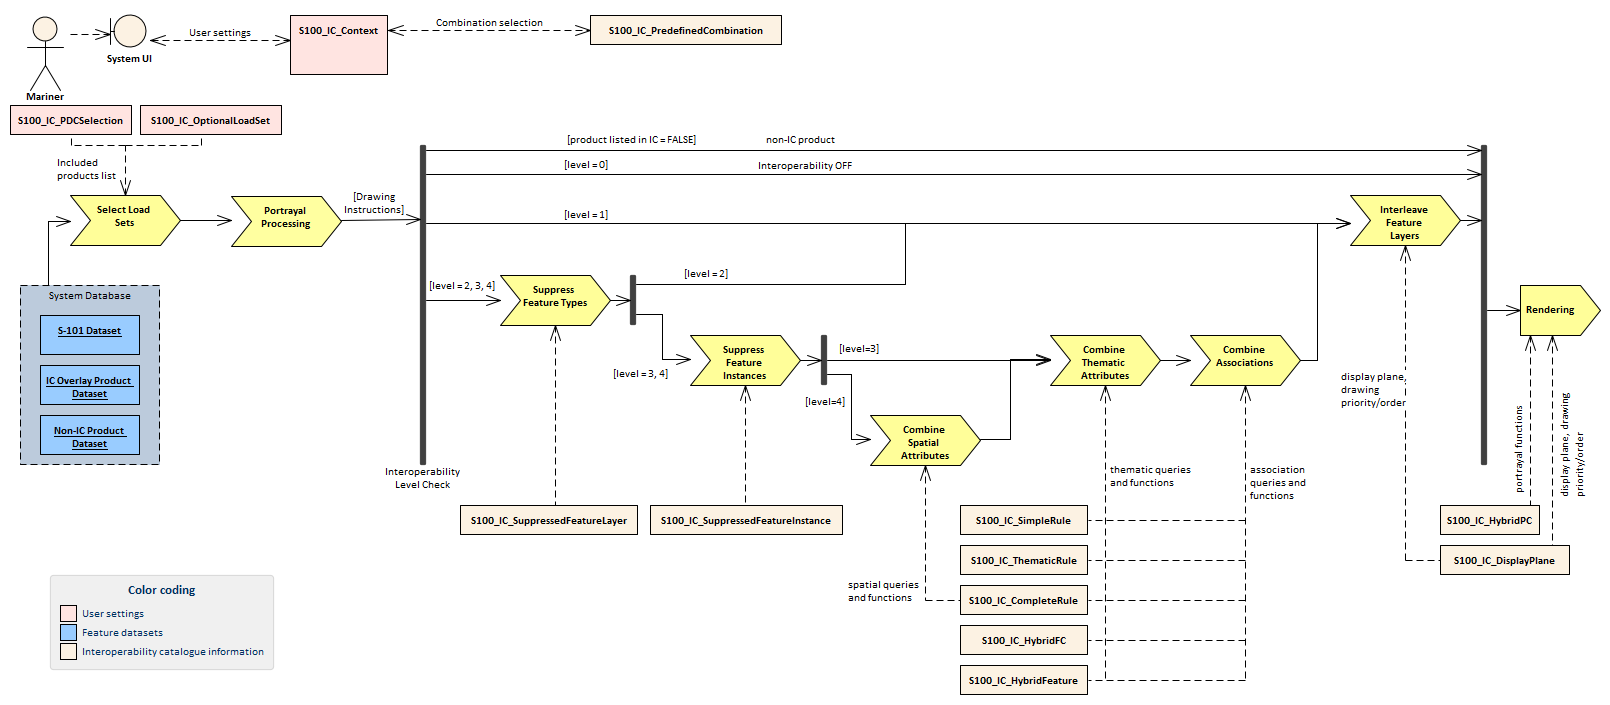 Mariner
System UI
User settings
S100_IC_Context
Combination selection
S100_IC_PredefinedCombination
S100_IC_PDCSelection
S100_IC_OptionalLoadSet
Included
products list
Select Load
Sets
Portrayal
Processing
[Drawing
Instructions]
[product listed in IC = FALSE]
non-IC product
[level = 0]
Interoperability OFF
[level = 1]
Interleave
Feature
Layers
[level = 2, 3, 4]
Suppress
Feature Types
[level = 2]
[level = 3, 4]
Suppress
Feature
Instances
[level=3]
[level=4]
Combine
Spatial
Attributes
Combine
Thematic
Attributes
Combine
Associations
Rendering
System Database
S-101 Dataset
IC Overlay Product
Dataset
Non-IC Product
Dataset
Interoperability
Level Check
display plane,
drawing
priority/order
portrayal functions
display plane, drawing
priority/order
thematic queries
and functions
association
queries and
functions
spatial queries
and functions
S100_IC_SuppressedFeatureLayer
S100_IC_SuppressedFeatureInstance
S100_IC_SimpleRule
S100_IC_ThematicRule
S100_IC_CompleteRule
S100_IC_HybridFC
S100_IC_HybridFeature
S100_IC_HybridPC
S100_IC_DisplayPlane
Color coding
User settings
Feature datasets
Interoperability catalogue information